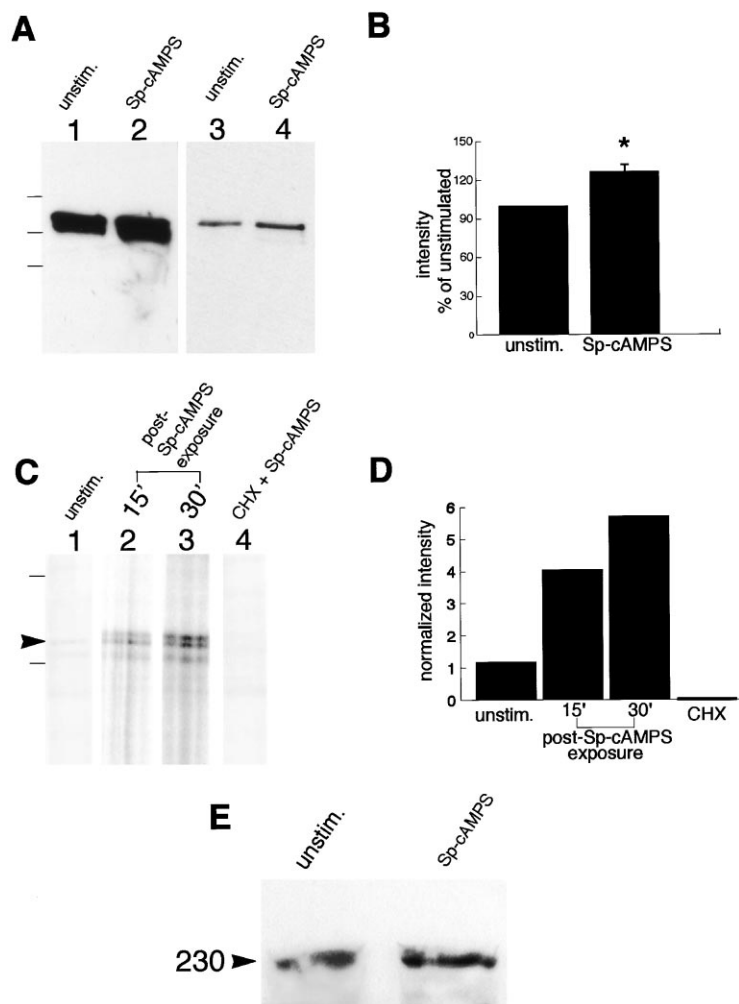 A
unstim.
Sp-cAMPS
unstim.
Sp-cAMPS
1
2
3
4
B
150
120
90
60
30
0
intensity
% of unstimulated
*
unstim.
Sp-cAMPS
C
unstim.
post-
Sp-cAMPS
exposure
15'
30'
CHX + Sp-cAMPS
1
2
3
4
D
6
5
4
3
2
1
0
normalized intensity
unstim.
15'
30'
CHX
post-Sp-cAMPS
exposure
E
unstim.
Sp-cAMPS
230